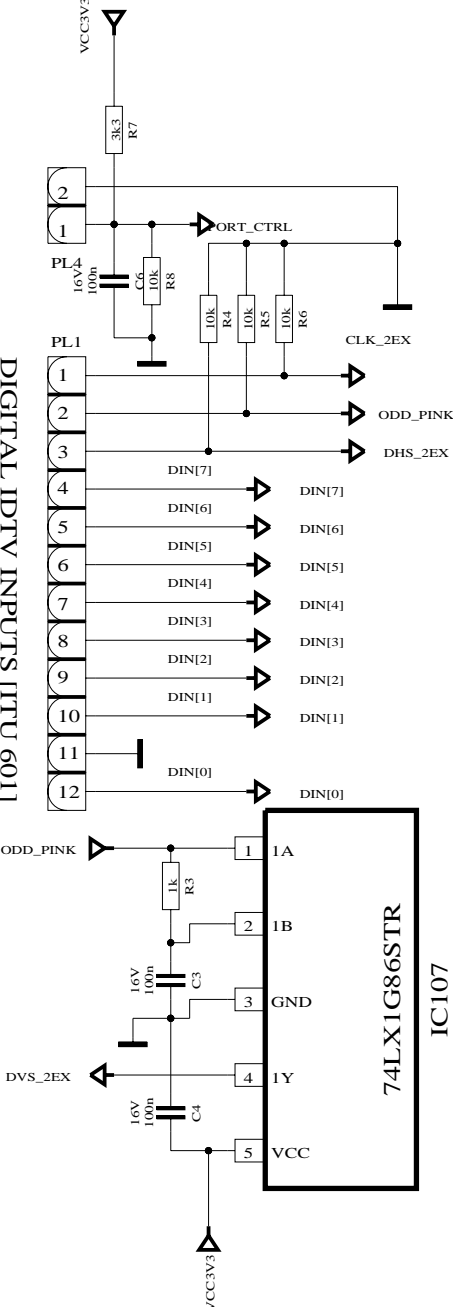 VCC3V3
3k3
R7
2
1
PORT_CTRL
PL4
16V
100n
C6
10k
R8
10k
R4
10k
R5
10k
R6
CLK_2EX
PL1
1
2
ODD_PINK
3
DHS_2EX
DIN[7]
4
DIN[7]
DIN[6]
5
DIN[6]
DIN[5]
6
DIN[5]
DIN[4]
7
DIN[4]
DIN[3]
8
DIN[3]
DIN[2]
9
DIN[2]
DIN[1]
10
DIN[1]
11
DIN[0]
12
DIN[0]
DIGITAL IDTV INPUTS [ITU 601]
ODD_PINK
1
1A
1k
R3
2
1B
16V
100n
C3
3
GND
DVS_2EX
4
1Y
16V
100n
C4
5
VCC
74LX1G86STR
IC107
VCC3V3